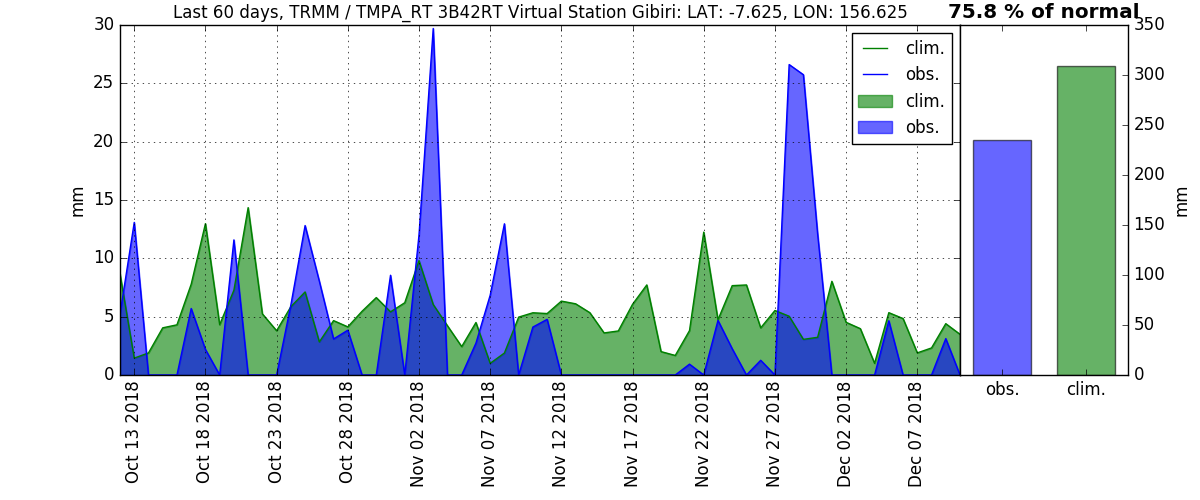 Last 60 days, TRMM / TMPA_RT 3B42RT Virtual Station Gibiri: LAT: -7.625, LON: 156.625
75.8 % of normal
30
25
20
15
10
5
0
mm
clim.
obs.
clim.
obs.
350
300
250
200
150
100
50
0
mm
Oct 13 2018
Oct 18 2018
Oct 23 2018
Oct 28 2018
Nov 02 2018
Nov 07 2018
Nov 12 2018
Nov 17 2018
Nov 22 2018
Nov 27 2018
Dec 02 2018
Dec 07 2018
obs.
clim.